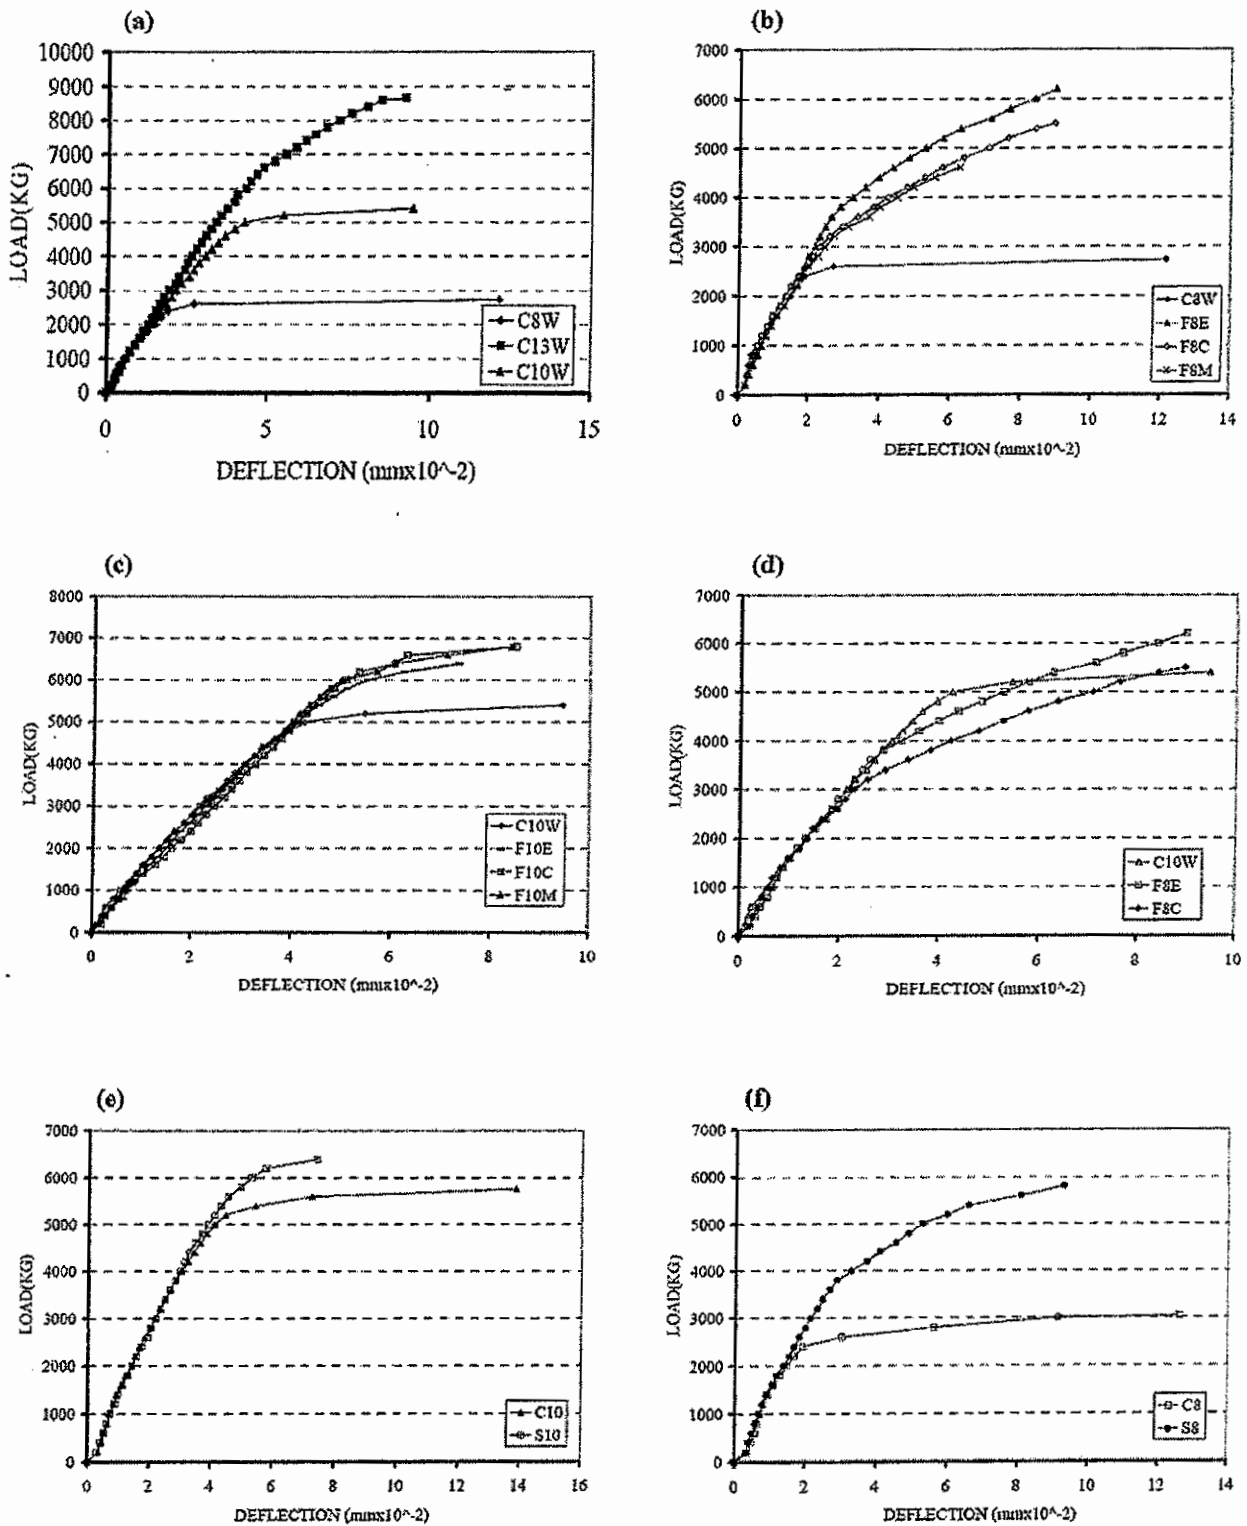 (a)
10000
9000
8000
7000
6000
5000
4000
3000
2000
1000
0
LOAD(KG)
C8W
C13W
C10W
0 5 10 15
DEFLECTION (mmx10^-2)
(b)
7000
6000
5000
4000
3000
2000
1000
0
LOAD(KG)
C8W
F8E
F8C
F8M
0 2 4 6 8 10 12 14
DEFLECTION (mmx10^-2)
(c)
8000
7000
6000
5000
4000
3000
2000
1000
0
LOAD(KG)
C10W
F10E
F10C
F10M
0 2 4 6 8 10
DEFLECTION (mmx10^-2)
(d)
7000
6000
5000
4000
3000
2000
1000
0
LOAD(KG)
C10W
F8E
F8C
0 2 4 6 8 10
DEFLECTION (mmx10^-2)
(e)
7000
6000
5000
4000
3000
2000
1000
0
LOAD(KG)
C10
S10
0 2 4 6 8 10 12 14 16
DEFLECTION (mmx10^-2)
(f)
7000
6000
5000
4000
3000
2000
1000
0
LOAD(KG)
C8
S8
0 2 4 6 8 10 12 14
DEFLECTION (mmx10^-2)